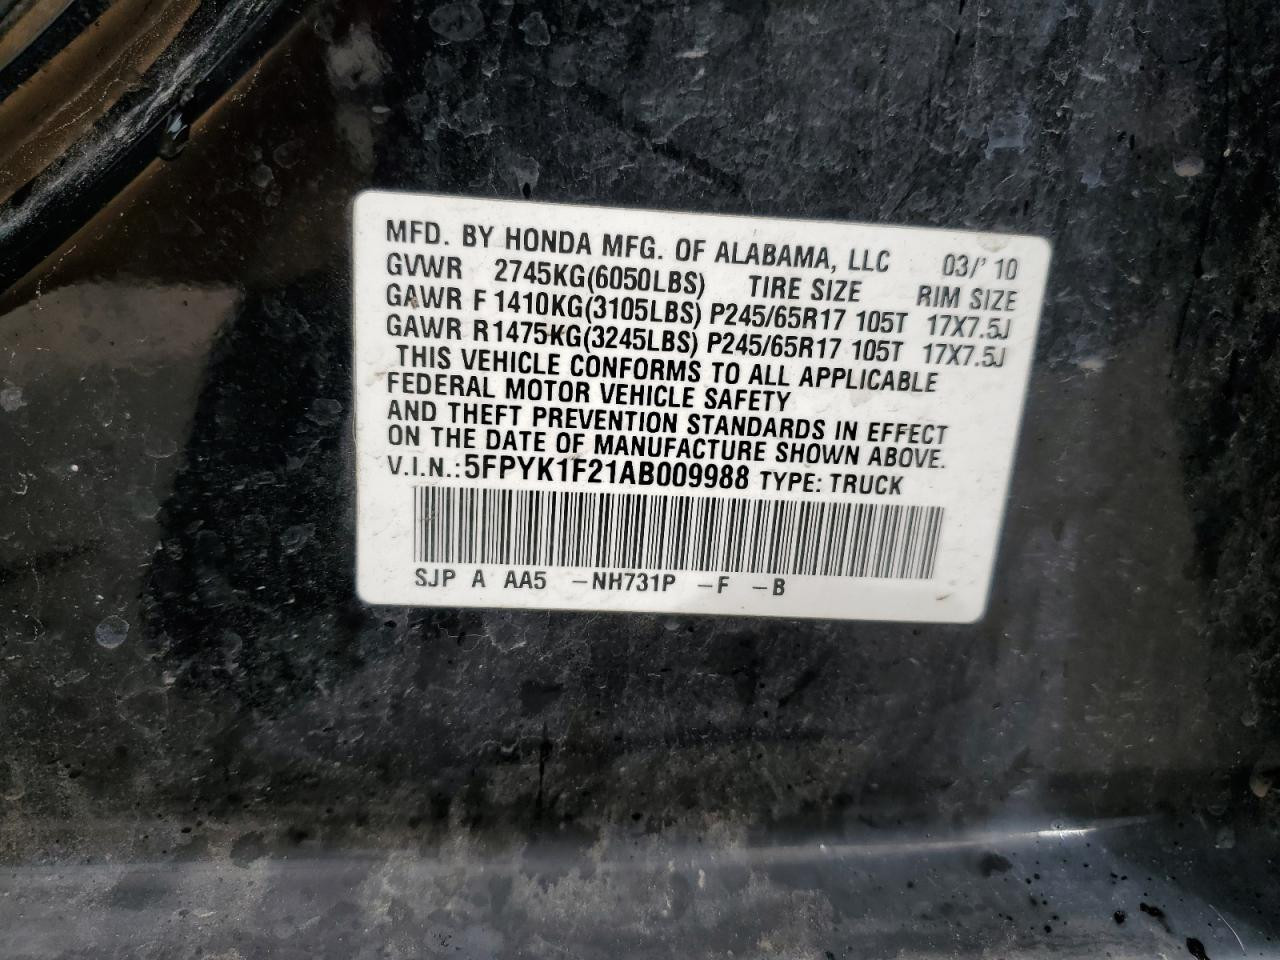 MFD. BY HONDA MFG. OF ALABAMA, LLC 03/'10
GVWR 2745KG(6050LBS) TIRE SIZE RIM SIZE
GAWR F 1410KG(3105LBS) P245/65R17 105T 17X7.5J
GAWR R1475KG(3245LBS) P245/65R17 105T 17X7.5J
THIS VEHICLE CONFORMS TO ALL APPLICABLE
FEDERAL MOTOR VEHICLE SAFETY
AND THEFT PREVENTION STANDARDS IN EFFECT
ON THE DATE OF MANUFACTURE SHOWN ABOVE.
V.I.N.:5FPYK1F21AB009988 TYPE: TRUCK
SJP A AA5 -NH731P -F -B